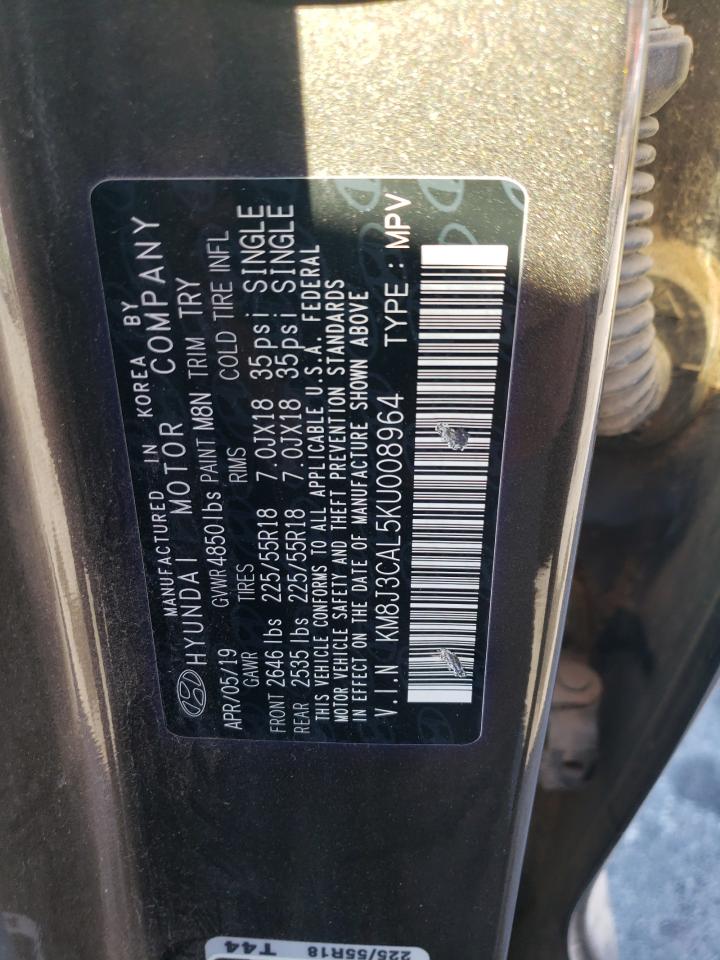 MANUFACTURED IN KOREA BY
HYUNDAI MOTOR COMPANY
APR/05/19 GVWR 4850lbs PAINT M8N TRIM TRY
GAWR TIRES RIMS COLD TIRE INFL
FRONT 2646 lbs 225/55R18 7.0JX18 35psi SINGLE
REAR 2535 lbs 225/55R18 7.0JX18 35psi SINGLE
THIS VEHICLE CONFORMS TO ALL APPLICABLE U.S.A. FEDERAL
MOTOR VEHICLE SAFETY AND THEFT PREVENTION STANDARDS
IN EFFECT ON THE DATE OF MANUFACTURE SHOWN ABOVE
V.I.N KM8J3CAL5KU008964 TYPE : MPV
T44
225/55R18